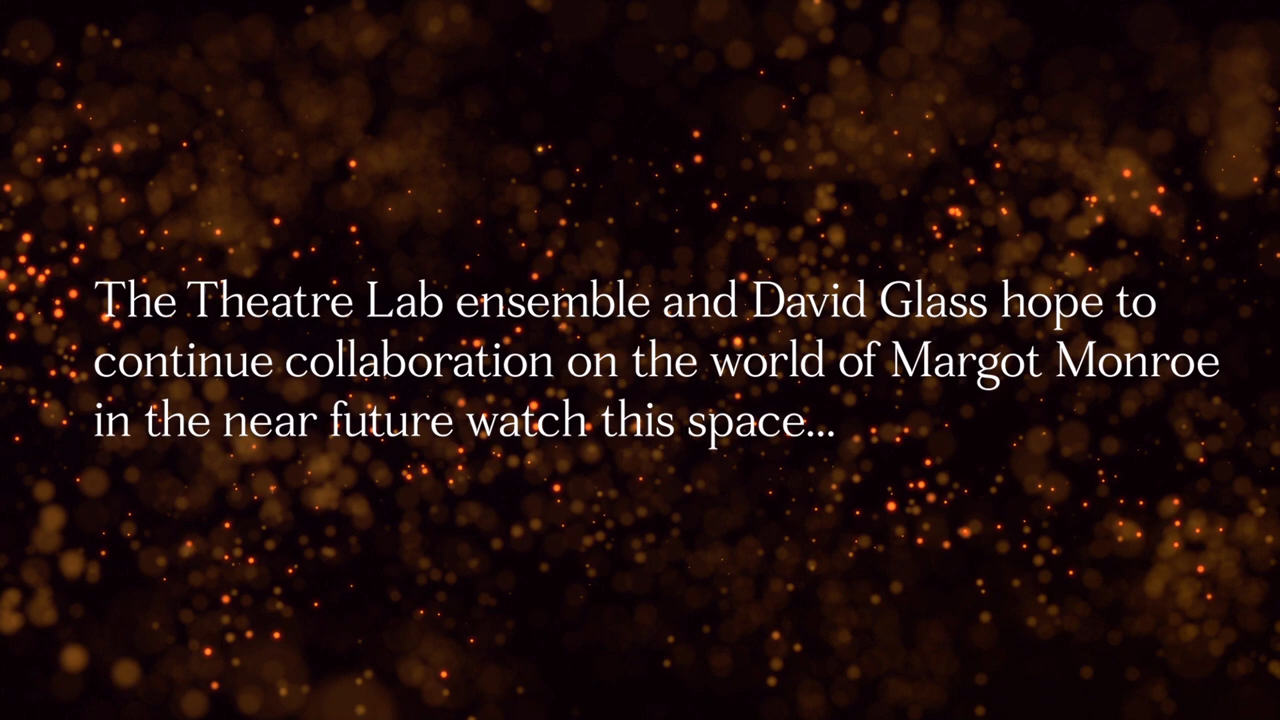 The Theatre Lab ensemble and David Glass hope to
continue collaboration on the world of Margot Monroe
in the near future watch this space...